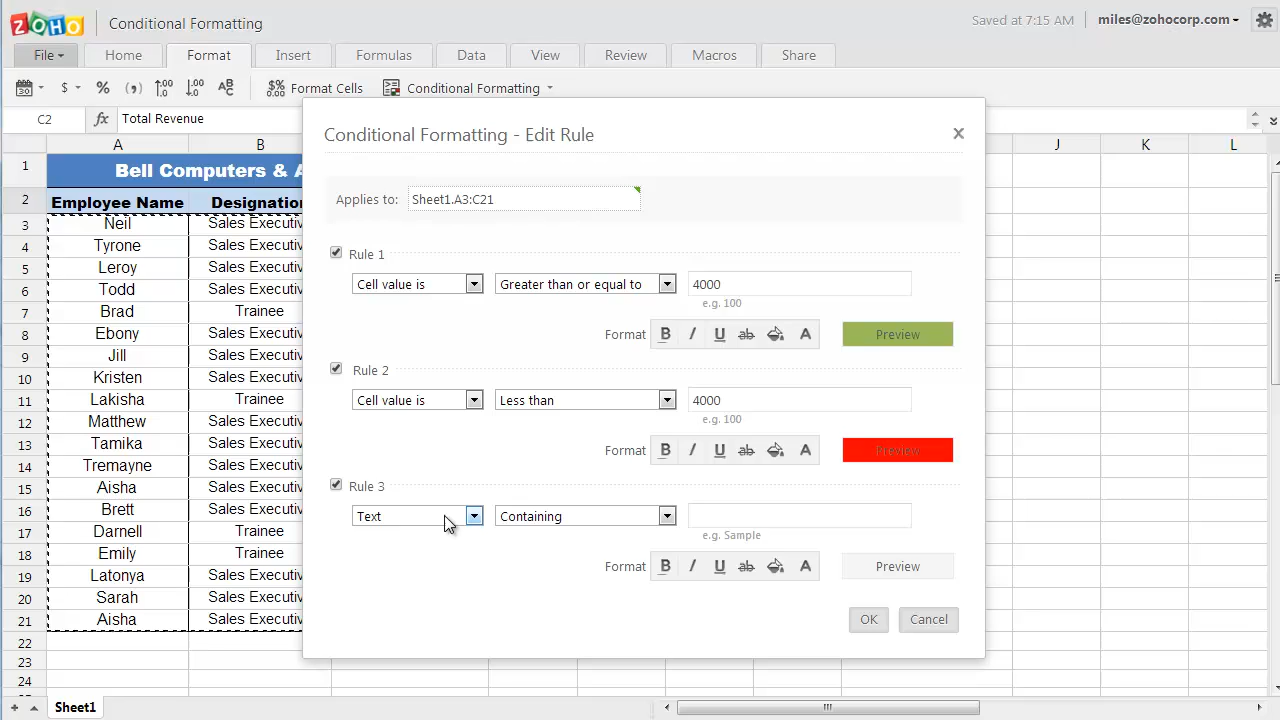 ZOHO Conditional Formatting Saved at 7:15 AM miles@zohocorp.com
File Home Format Insert Formulas Data View Review Macros Share
$ % (,) .00 .00 AB C Format Cells Conditional Formatting
C2 fx Total Revenue
A B J K L
1 Bell Computers & A
2 Employee Name Designation
3 Neil Sales Executiv
4 Tyrone Sales Executiv
5 Leroy Sales Executiv
6 Todd Sales Executiv
7 Brad Trainee
8 Ebony Sales Executiv
9 Jill Sales Executiv
10 Kristen Sales Executiv
11 Lakisha Trainee
12 Matthew Sales Executiv
13 Tamika Sales Executiv
14 Tremayne Sales Executiv
15 Aisha Sales Executiv
16 Brett Sales Executiv
17 Darnell Trainee
18 Emily Trainee
19 Latonya Sales Executiv
20 Sarah Sales Executiv
21 Aisha Sales Executiv
22
23
24
Conditional Formatting - Edit Rule
Applies to: Sheet1.A3:C21
Rule 1
Cell value is Greater than or equal to 4000
e.g. 100
Format B I U ab A Preview
Rule 2
Cell value is Less than 4000
e.g. 100
Format B I U ab A Preview
Rule 3
Text Containing
e.g. Sample
Format B I U ab A Preview
OK Cancel
Sheet1